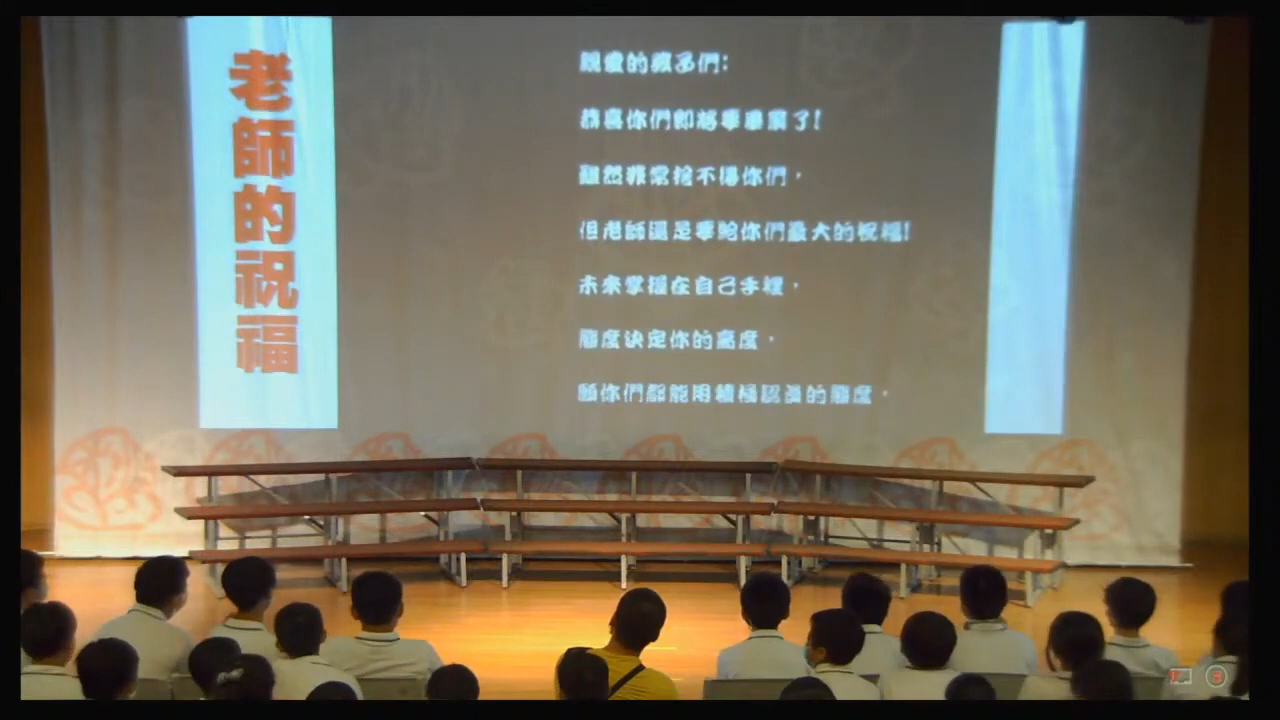 老師的祝福
親愛的孩子們：
恭喜你們即將畢業了！
雖然非常捨不得你們，
但老師還是要給你們最大的祝福！
未來掌握在自己手裡，
態度決定你的高度，
願你們都能用積極認真的態度，